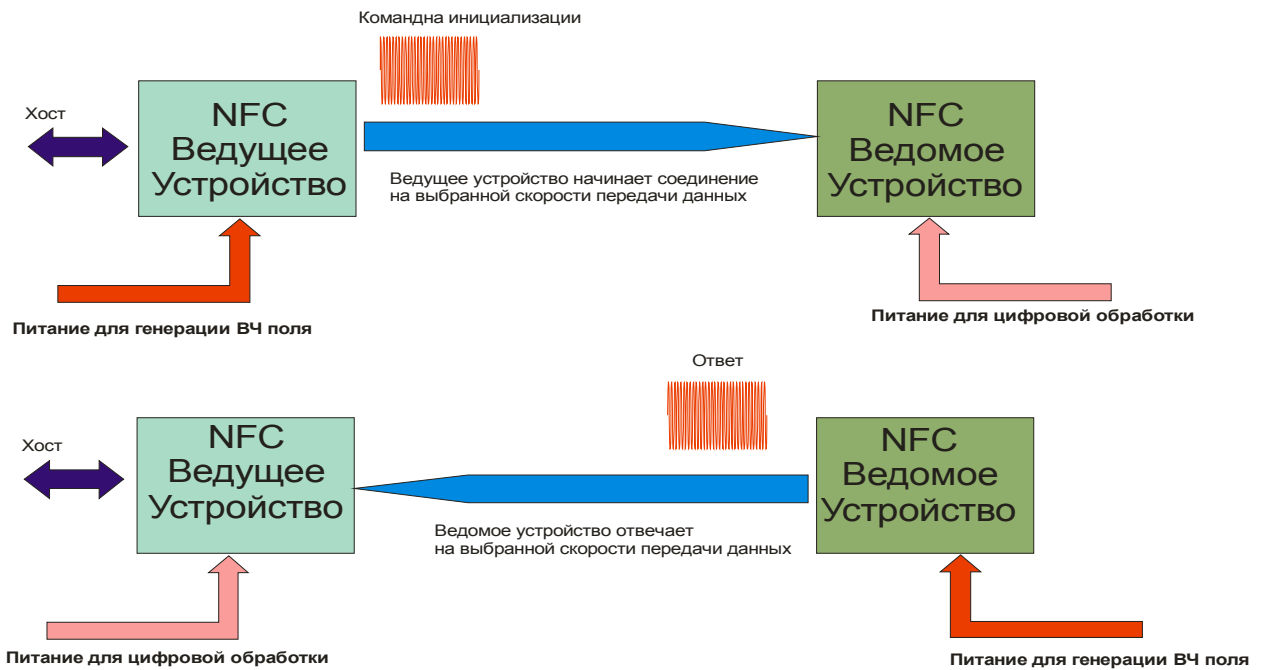 Командна инициализации
Хост
NFC
Ведущее
Устройство
NFC
Ведомое
Устройство
Ведущее устройство начинает соединение
на выбранной скорости передачи данных
Питание для генерации ВЧ поля
Питание для цифровой обработки
Ответ
Хост
NFC
Ведущее
Устройство
NFC
Ведомое
Устройство
Ведомое устройство отвечает
на выбранной скорости передачи данных
Питание для цифровой обработки
Питание для генерации ВЧ поля